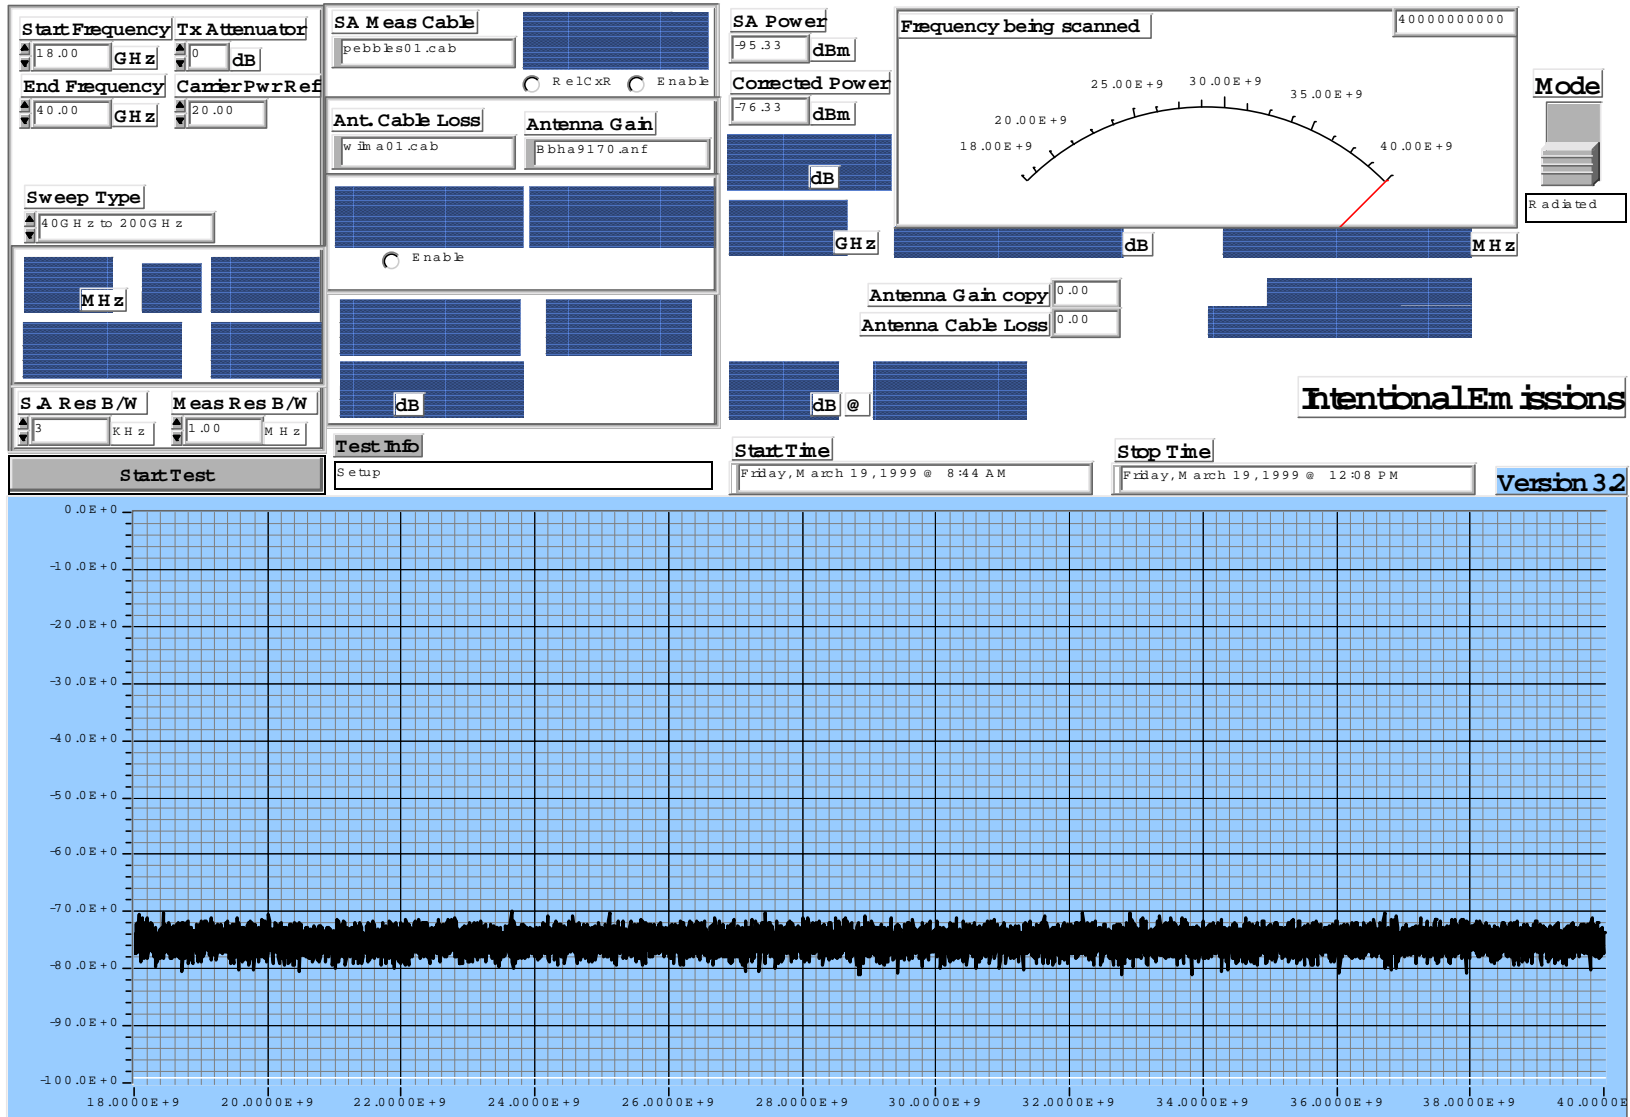 Start Frequency
18.00
GHz
Tx Attenuator
0
dB
End Frequency
40.00
GHz
Carrier Pwr Ref
20.00
Sweep Type
40GHz to 200GHz
MHz
S.A Res B/W
3
KHz
Meas Res B/W
1.00
MHz
Start Test
SA Meas Cable
pebbles01.cab
RelCxR
Enable
Ant. Cable Loss
wilma01.cab
Antenna Gain
Bbha9170.anf
Enable
dB
Test Info
Setup
SA Power
-95.33
dBm
Corrected Power
-76.33
dBm
dB
GHz
dB
MHz
Frequency being scanned
40000000000
18.00E+9
20.00E+9
25.00E+9
30.00E+9
35.00E+9
40.00E+9
Mode
Radiated
Antenna Gain copy
0.00
Antenna Cable Loss
0.00
dB @
Intentional Emissions
Start Time
Friday, March 19, 1999 @ 8:44 AM
Stop Time
Friday, March 19, 1999 @ 12:08 PM
Version 3.2
0.0E+0
-10.0E+0
-20.0E+0
-30.0E+0
-40.0E+0
-50.0E+0
-60.0E+0
-70.0E+0
-80.0E+0
-90.0E+0
-100.0E+0
18.0000E+9
20.0000E+9
22.0000E+9
24.0000E+9
26.0000E+9
28.0000E+9
30.0000E+9
32.0000E+9
34.0000E+9
36.0000E+9
38.0000E+9
40.0000E